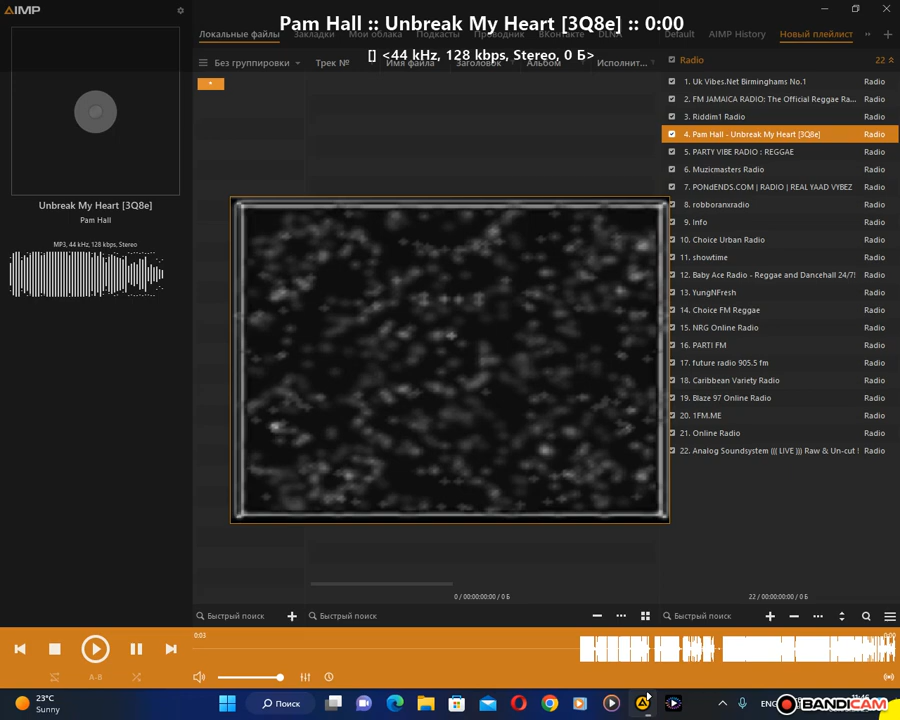 AIMP
Pam Hall :: Unbreak My Heart [3Q8e] :: 0:00
Локальные файлы Закладки Мои облака Подкасты Проводник ВКонтакте DLNA Default AIMP History Новый плейлист
[] <44 kHz, 128 kbps, Stereo, 0 Б>
Без группировки Трек № Имя файла Заголовок Альбом Исполнит...
Radio 22
1. Uk Vibes.Net Birminghams No.1 Radio
2. FM JAMAICA RADIO: The Official Reggae Ra... Radio
3. Riddim1 Radio Radio
4. Pam Hall - Unbreak My Heart [3Q8e] Radio
5. PARTY VIBE RADIO : REGGAE Radio
6. Muzicmasters Radio Radio
7. PONdENDS.COM | RADIO | REAL YAAD VYBEZ Radio
8. robboranxradio Radio
9. Info Radio
10. Choice Urban Radio Radio
11. showtime Radio
12. Baby Ace Radio - Reggae and Dancehall 24/7! Radio
13. YungNFresh Radio
14. Choice FM Reggae Radio
15. NRG Online Radio Radio
16. PARTI FM Radio
17. future radio 905.5 fm Radio
18. Caribbean Variety Radio Radio
19. Blaze 97 Online Radio Radio
20. 1FM.ME Radio
21. Online Radio Radio
22. Analog Soundsystem ((( LIVE ))) Raw & Un-cut ! Radio
Unbreak My Heart [3Q8e]
Pam Hall
MP3, 44 kHz, 128 kbps, Stereo
0 / 00:00:00:00 / 0 Б
22 / 00:00:00:00 / 0 Б
Быстрый поиск Быстрый поиск Быстрый поиск
0:03 0:00
A-B
23°C
Sunny
Поиск
ENG
11:46
BANDICAM